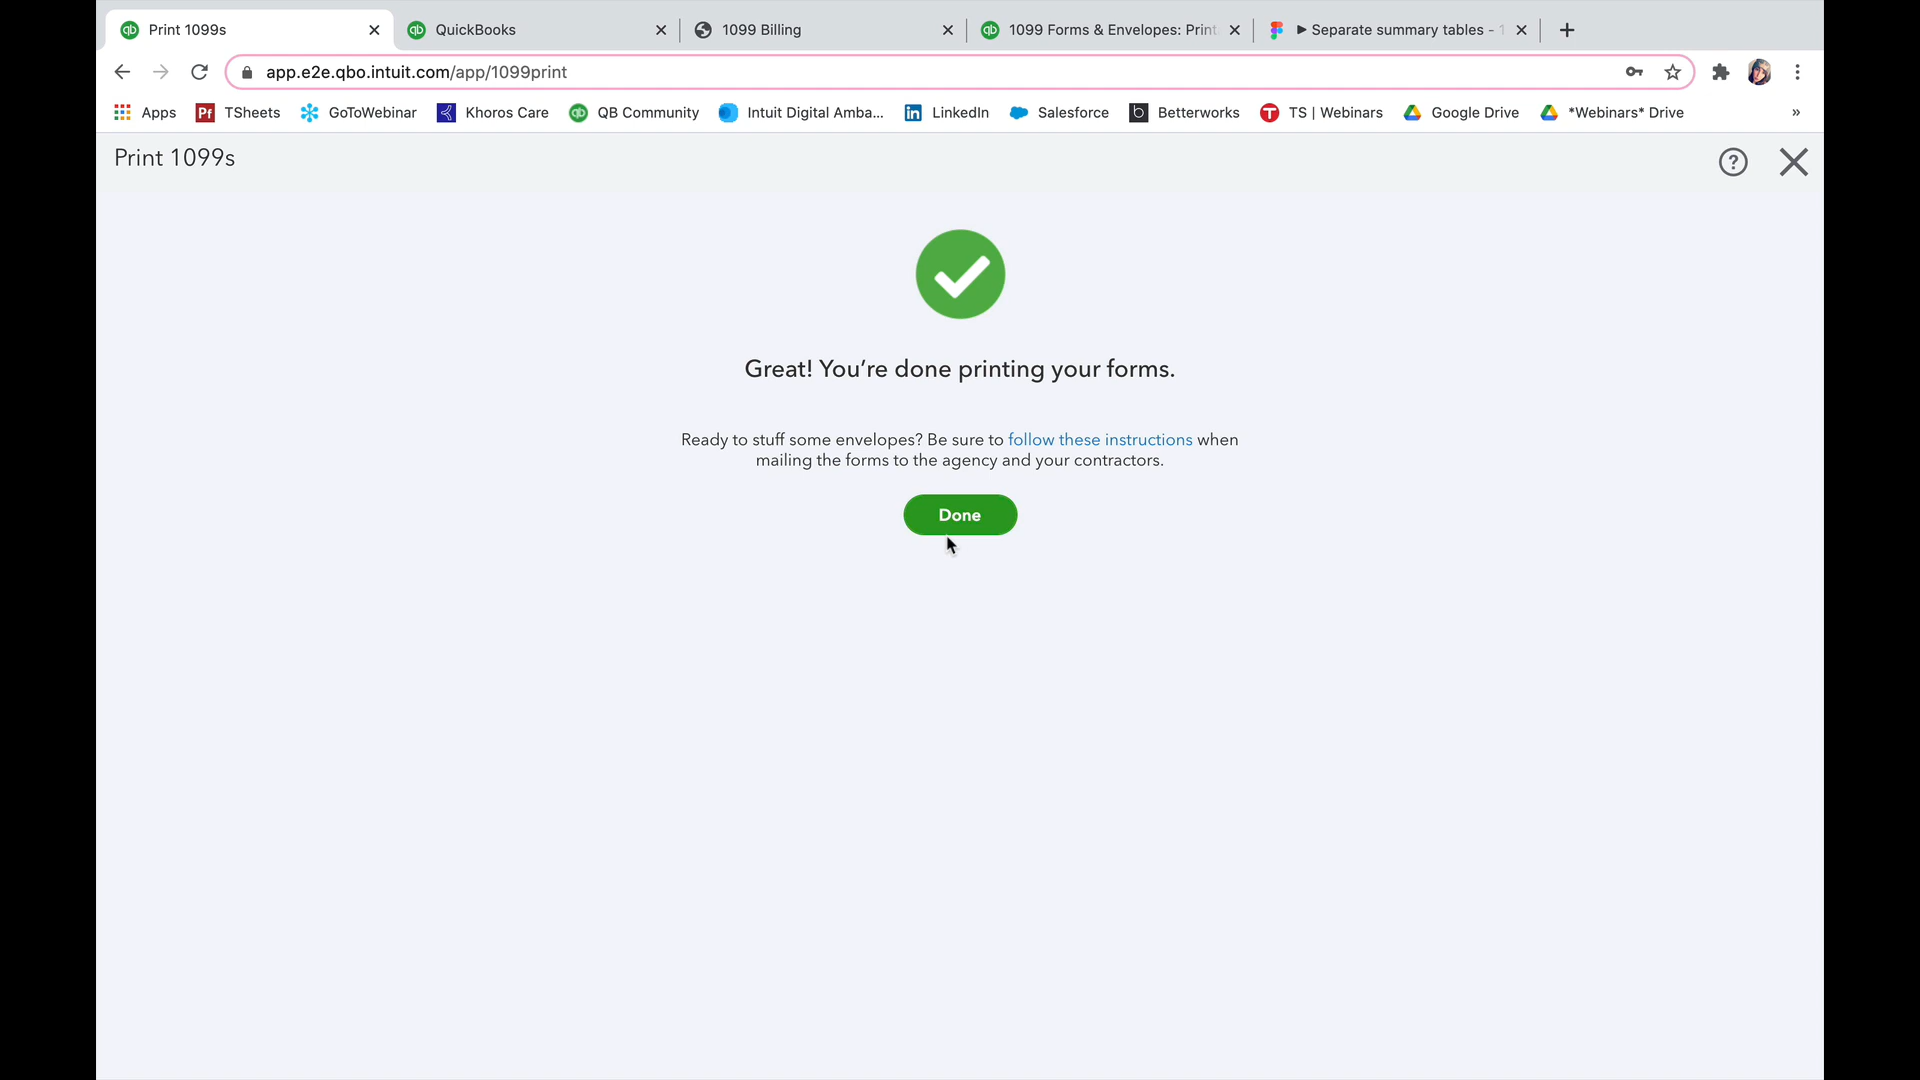 Print 1099s
QuickBooks
1099 Billing
1099 Forms & Envelopes: Print
▶ Separate summary tables - 1
app.e2e.qbo.intuit.com/app/1099print
Apps
TSheets
GoToWebinar
Khoros Care
QB Community
Intuit Digital Amba...
LinkedIn
Salesforce
Betterworks
TS | Webinars
Google Drive
*Webinars* Drive
»
Print 1099s
?
Great! You're done printing your forms.
Ready to stuff some envelopes? Be sure to follow these instructions when
mailing the forms to the agency and your contractors.
Done